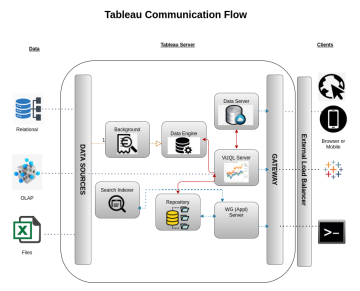 Tableau Communication Flow
Data
Tableau Server
Clients
Relational
OLAP
Files
DATA SOURCES
Background
Data Engine
Data Server
VizQL Server
Search Indexer
Repository
WG (App)
Server
GATEWAY
External Load Balancer
Browser or
Mobile